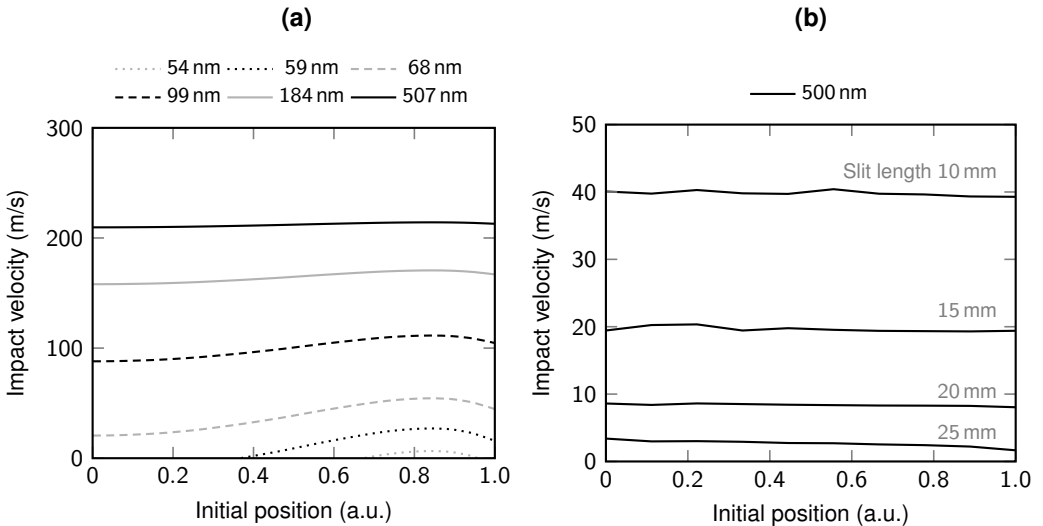 (a)
54 nm 59 nm 68 nm
99 nm 184 nm 507 nm
300
200
100
0
Impact velocity (m/s)
0 0.2 0.4 0.6 0.8 1.0
Initial position (a.u.)
(b)
500 nm
50
40
30
20
10
0
Impact velocity (m/s)
Slit length 10 mm
15 mm
20 mm
25 mm
0 0.2 0.4 0.6 0.8 1.0
Initial position (a.u.)